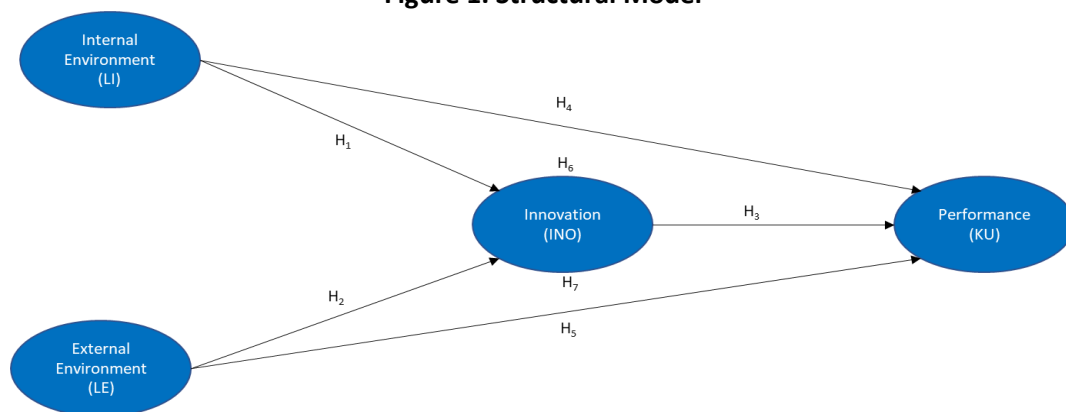 Figure 1. Structural Model
Internal
Environment
(LI)
H₄
H₁
H₆
Innovation
(INO)
H₃
Performance
(KU)
H₂
H₇
H₅
External
Environment
(LE)